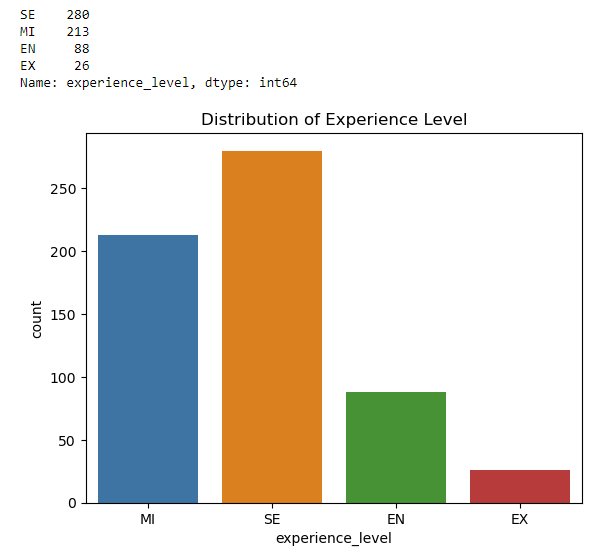 SE    280
MI    213
EN     88
EX     26
Name: experience_level, dtype: int64
Distribution of Experience Level
250
200
150
100
50
0
count
MI SE EN EX
experience_level